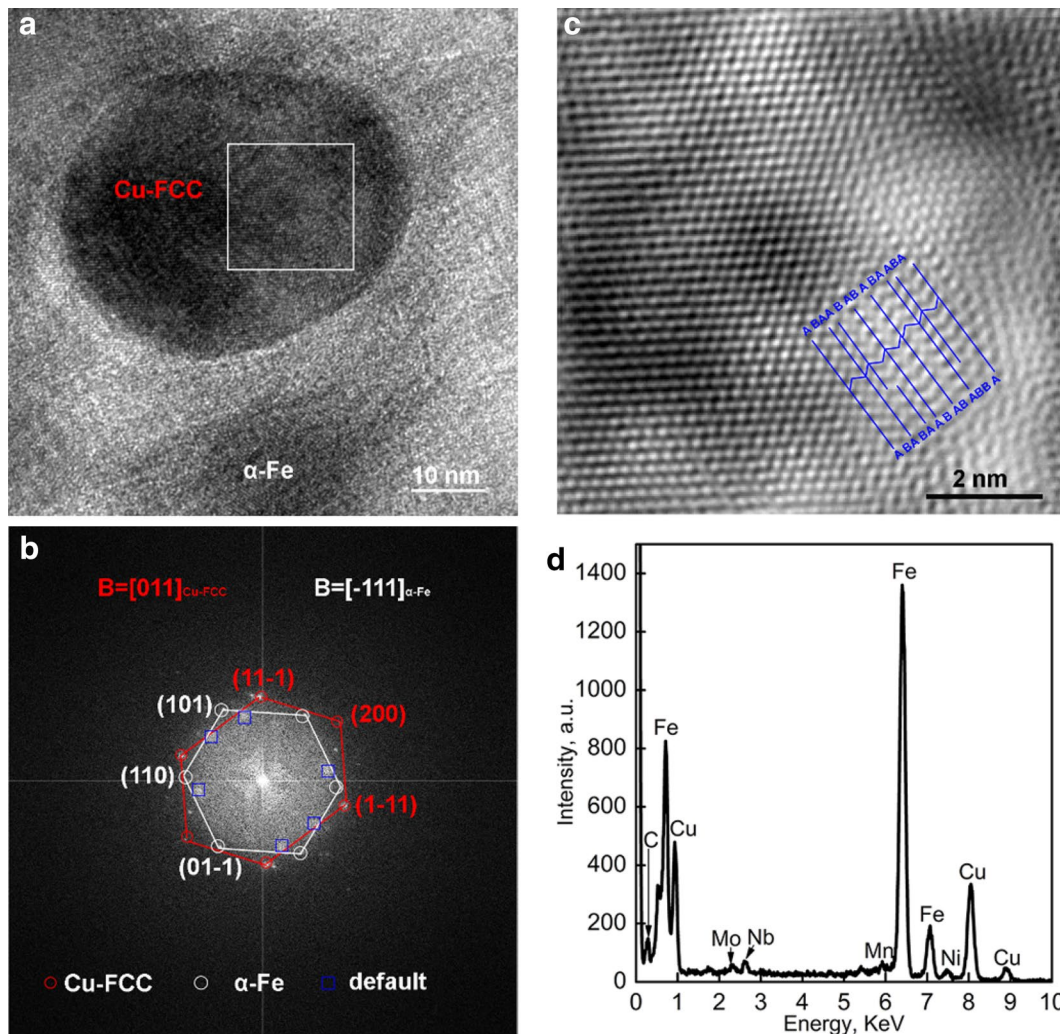 a
Cu-FCC
α-Fe
10 nm
b
B=[011]Cu-FCC
B=[-111]α-Fe
(11-1)
(101)
(200)
(110)
(1-11)
(01-1)
Cu-FCC
α-Fe
default
c
A BAA B AB A BA ABA
A BA BA A B AB ABB A
2 nm
d
Intensity, a.u.
1400
1200
1000
800
600
400
200
0
C
Fe
Cu
Mo
Nb
Mn
Fe
Fe
Ni
Cu
Cu
0 1 2 3 4 5 6 7 8 9 10
Energy, KeV